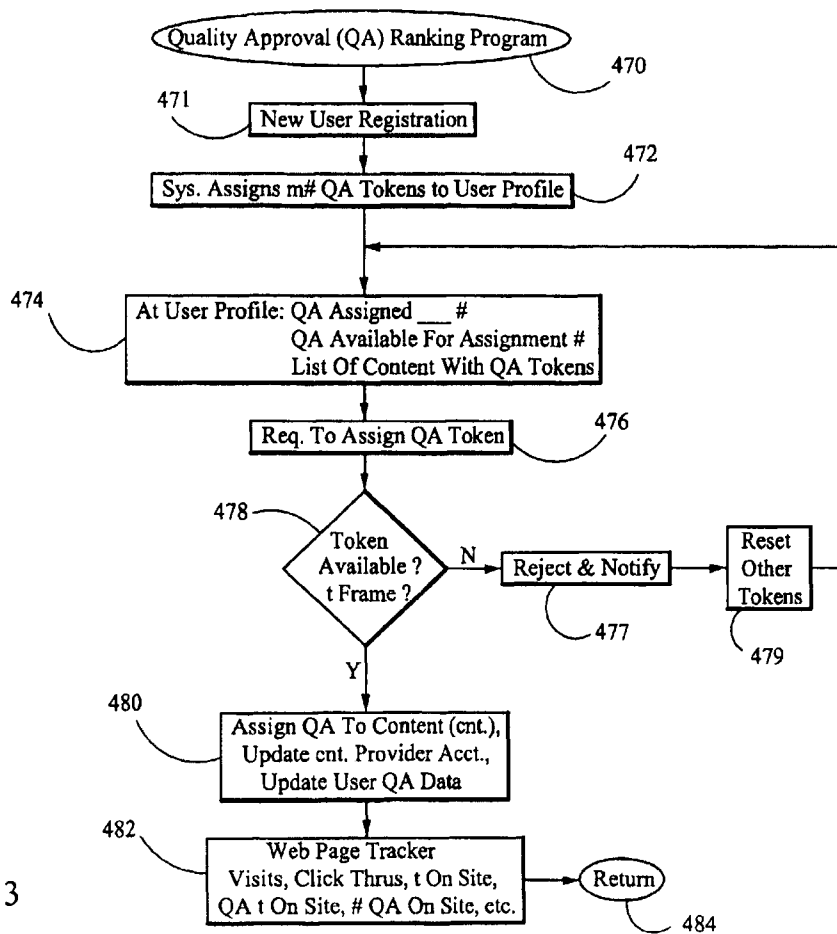 Quality Approval (QA) Ranking Program
470
471
New User Registration
472
Sys. Assigns m# QA Tokens to User Profile
474
At User Profile: QA Assigned ___ #
QA Available For Assignment #
List Of Content With QA Tokens
476
Req. To Assign QA Token
478
Token
Available ?
t Frame ?
N
Reject & Notify
477
Reset
Other
Tokens
479
Y
480
Assign QA To Content (cnt.),
Update cnt. Provider Acct.,
Update User QA Data
482
Web Page Tracker
Visits, Click Thrus, t On Site,
QA t On Site, # QA On Site, etc.
Return
484
3